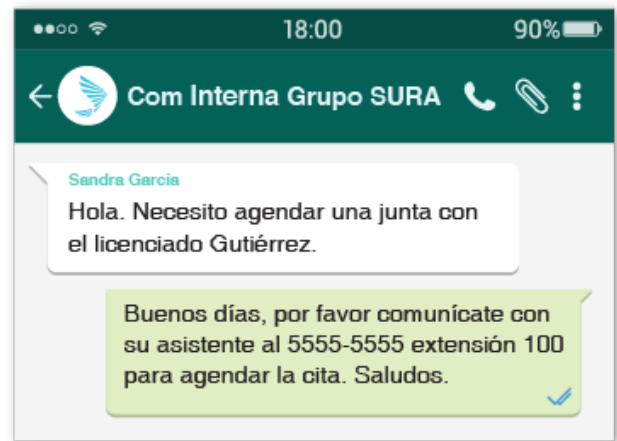 18:00
90%
Com Interna Grupo SURA
Sandra García
Hola. Necesito agendar una junta con
el licenciado Gutiérrez.
Buenos días, por favor comunícate con
su asistente al 5555-5555 extensión 100
para agendar la cita. Saludos.